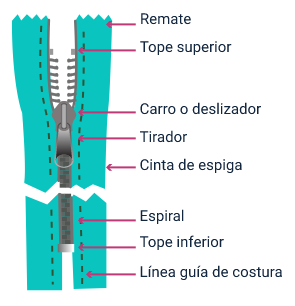 Remate
Tope superior
Carro o deslizador
Tirador
Cinta de espiga
Espiral
Tope inferior
Línea guía de costura